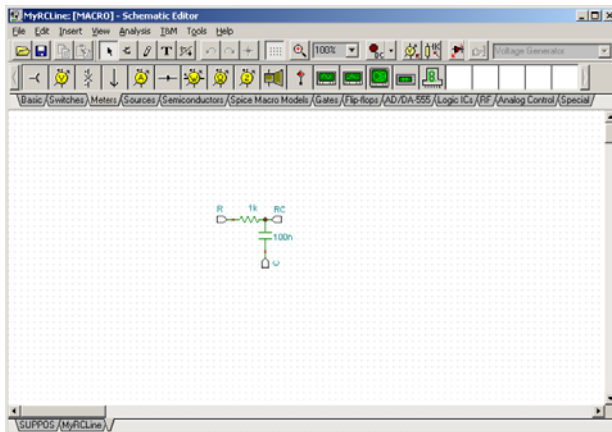 MyRCLine: [MACRO] - Schematic Editor
File Edit Insert View Analysis T&M Tools Help
100% DC Voltage Generator
Basic Switches Meters Sources Semiconductors Spice Macro Models Gates Flip-flops AD/DA-555 Logic ICs RF Analog Control Special
R 1k RC
100n
C
SUPPOS MyRCLine